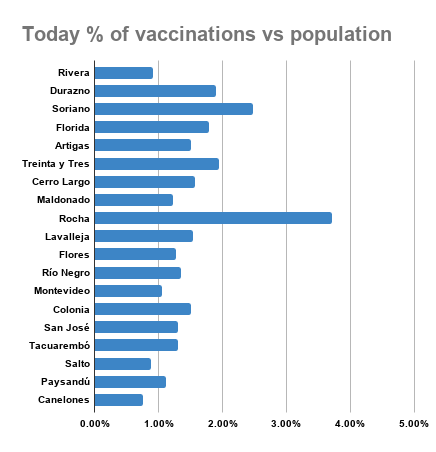 Today % of vaccinations vs population
Rivera
Durazno
Soriano
Florida
Artigas
Treinta y Tres
Cerro Largo
Maldonado
Rocha
Lavalleja
Flores
Río Negro
Montevideo
Colonia
San José
Tacuarembó
Salto
Paysandú
Canelones
0.00% 1.00% 2.00% 3.00% 4.00% 5.00%